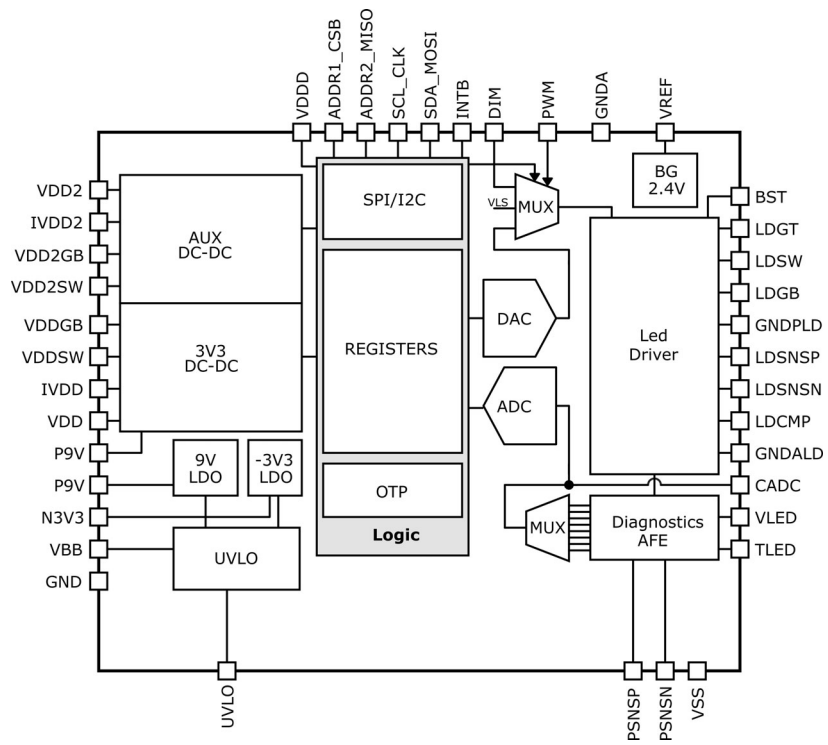 VDDD
ADDR1_CSB
ADDR2_MISO
SCL_CLK
SDA_MOSI
INTB
DIM
PWM
GNDA
VREF
VDD2
IVDD2
VDD2GB
VDD2SW
VDDGB
VDDSW
IVDD
VDD
P9V
P9V
N3V3
VBB
GND
AUX
DC-DC
3V3
DC-DC
9V
LDO
-3V3
LDO
UVLO
SPI/I2C
REGISTERS
OTP
Logic
VLS
MUX
DAC
ADC
MUX
BG
2.4V
Led
Driver
Diagnostics
AFE
BST
LDGT
LDSW
LDGB
GNDPLD
LDSNSP
LDSNSN
LDCMP
GNDALD
CADC
VLED
TLED
UVLO
PSNSP
PSNSN
VSS